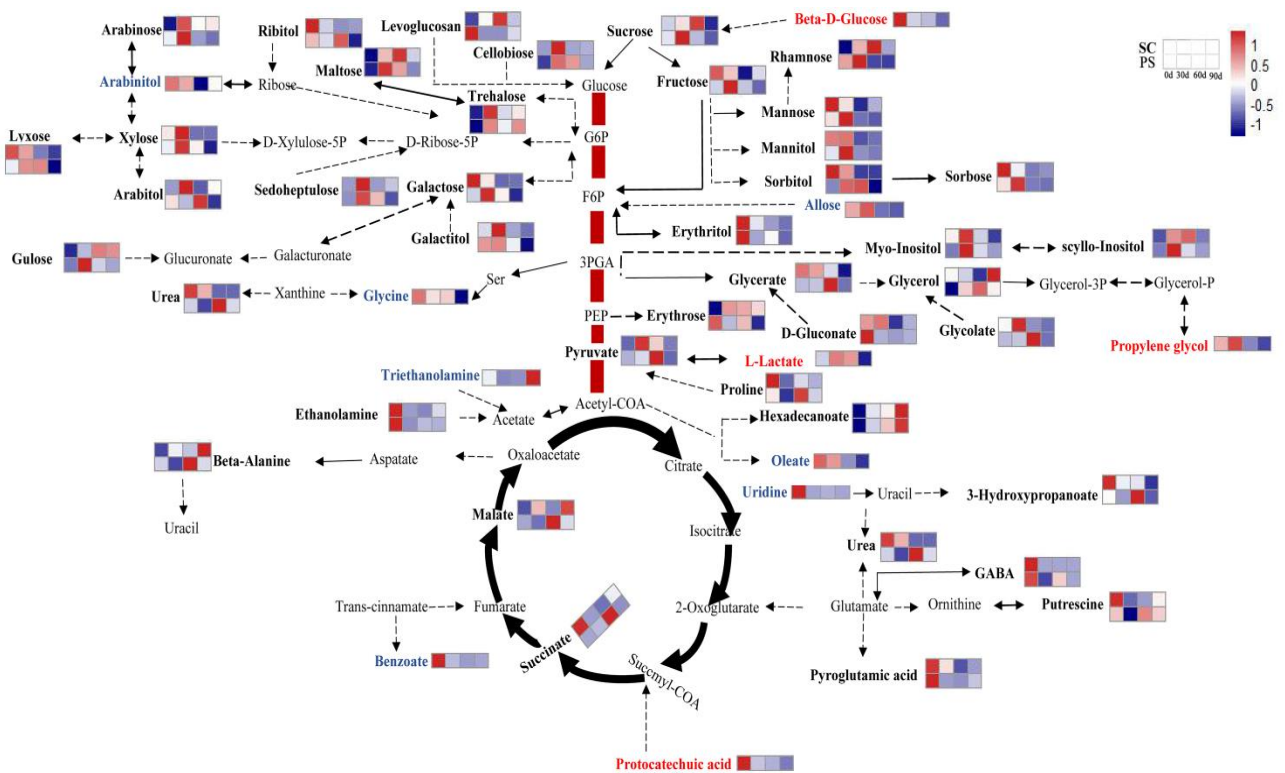 Arabinose
Ribitol
Levoglucosan
Sucrose
Beta-D-Glucose
SC
PS
0d 30d 60d 90d
1
0.5
0
-0.5
-1
Cellobiose
Rhamnose
Maltose
Arabinitol
Ribose
Glucose
Fructose
Trehalose
Mannose
Lyxose
Xylose
D-Xylulose-5P
D-Ribose-5P
G6P
Mannitol
Arabitol
Sedoheptulose
Galactose
Sorbitol
Sorbose
F6P
Allose
Galactitol
Erythritol
Myo-Inositol
scyllo-Inositol
Gulose
Glucuronate
Galacturonate
3PGA
Ser
Glycerate
Glycerol
Glycerol-3P
Glycerol-P
Urea
Xanthine
Glycine
PEP
Erythrose
D-Gluconate
Glycolate
Propylene glycol
Pyruvate
L-Lactate
Triethanolamine
Proline
Acetyl-COA
Ethanolamine
Acetate
Hexadecanoate
Beta-Alanine
Aspatate
Oxaloacetate
Citrate
Oleate
Uridine
Uracil
3-Hydroxypropanoate
Uracil
Malate
Isocitrate
Urea
GABA
Trans-cinnamate
Fumarate
2-Oxoglutarate
Glutamate
Ornithine
Putrescine
Succinate
Benzoate
Succmyl-COA
Pyroglutamic acid
Protocatechuic acid